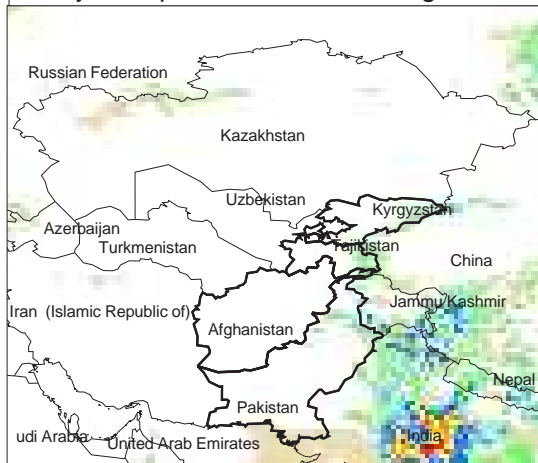 Russian Federation
Kazakhstan
Uzbekistan
Kyrgyzstan
Azerbaijan
Turkmenistan
Tajikistan
China
Iran (Islamic Republic of)
Jammu/Kashmir
Afghanistan
Nepal
Pakistan
udi Arabia
United Arab Emirates
India